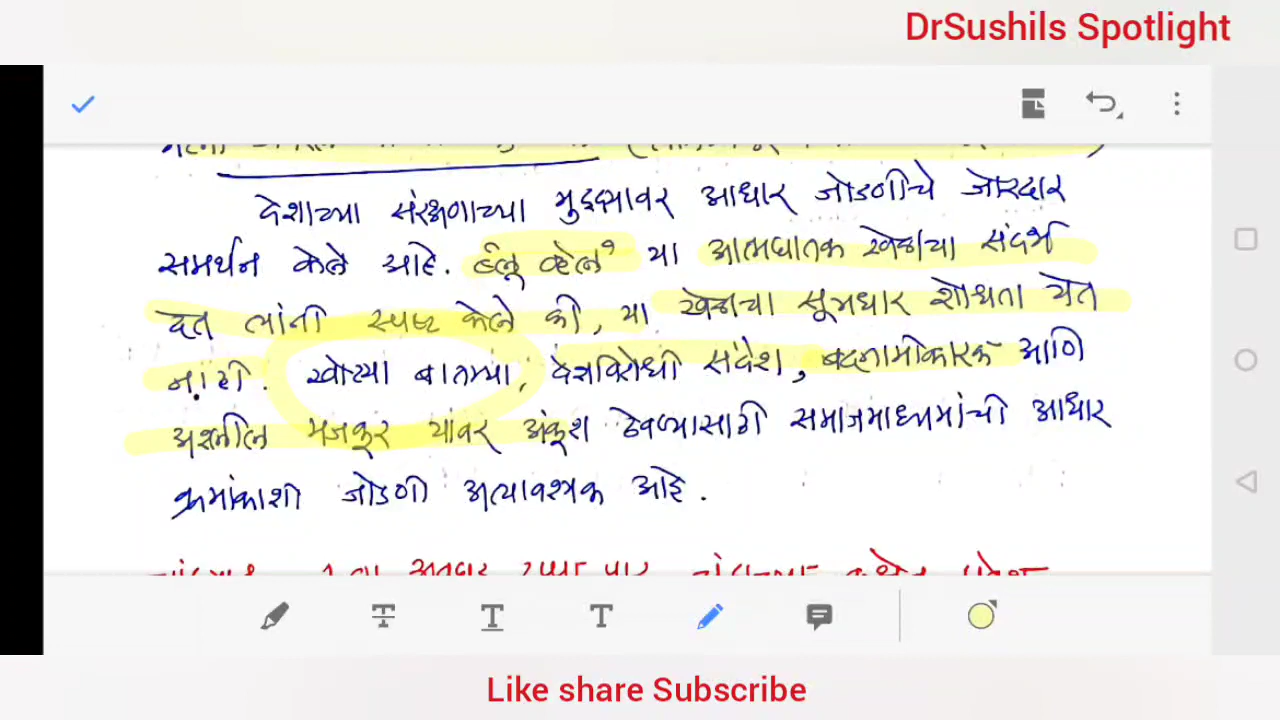 DrSushils Spotlight
देशाच्या संरक्षणाच्या मुद्द्यावर आधार जोडणीचे जोरदार
समर्थन केले आहे. ब्लू व्हेल या आत्मघातक खेळाचा संदर्भ
देत त्यांनी स्पष्ट केले की, या खेळाचा सूत्रधार शोधता येत
नाही. खोट्या बातम्या, देशविरोधी संदेश, बदनामीकारक आणि
अश्लील मजकूर यांवर अंकुश ठेवण्यासाठी समाजमाध्यमांची आधार
क्रमांकाशी जोडणी अत्यावश्यक आहे.
Like share Subscribe